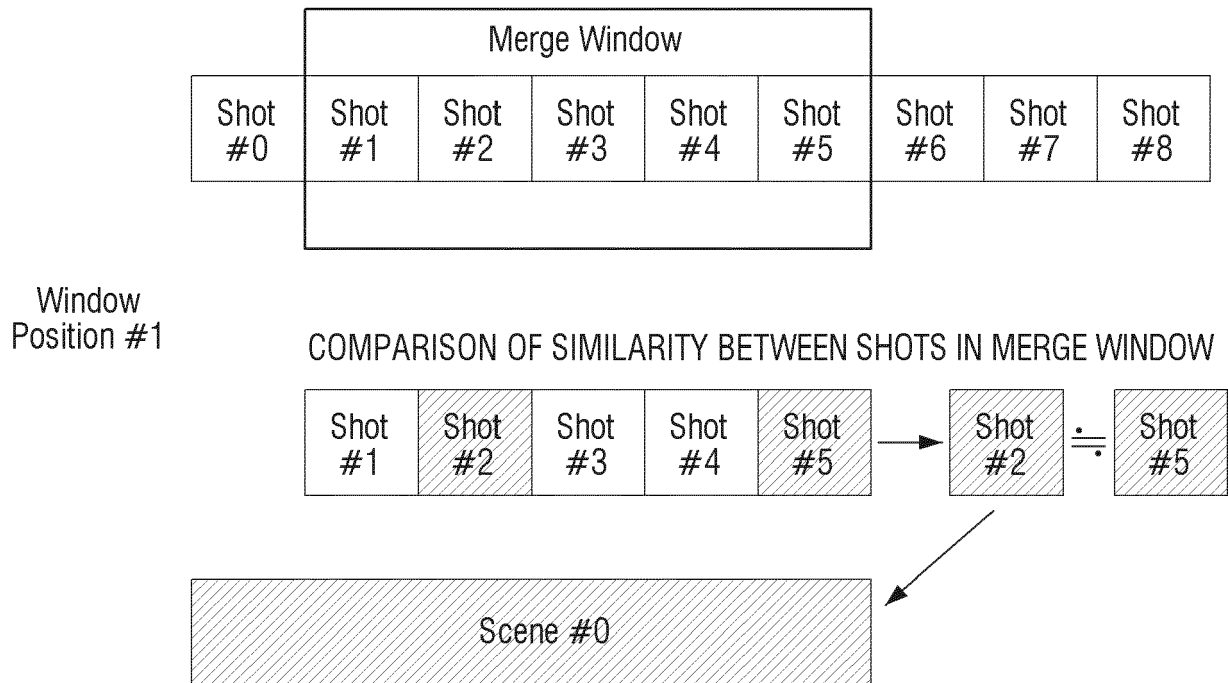 Merge Window
Shot #0 Shot #1 Shot #2 Shot #3 Shot #4 Shot #5 Shot #6 Shot #7 Shot #8
Window
Position #1
COMPARISON OF SIMILARITY BETWEEN SHOTS IN MERGE WINDOW
Shot #1 Shot #2 Shot #3 Shot #4 Shot #5 → Shot #2 ≒ Shot #5
Scene #0